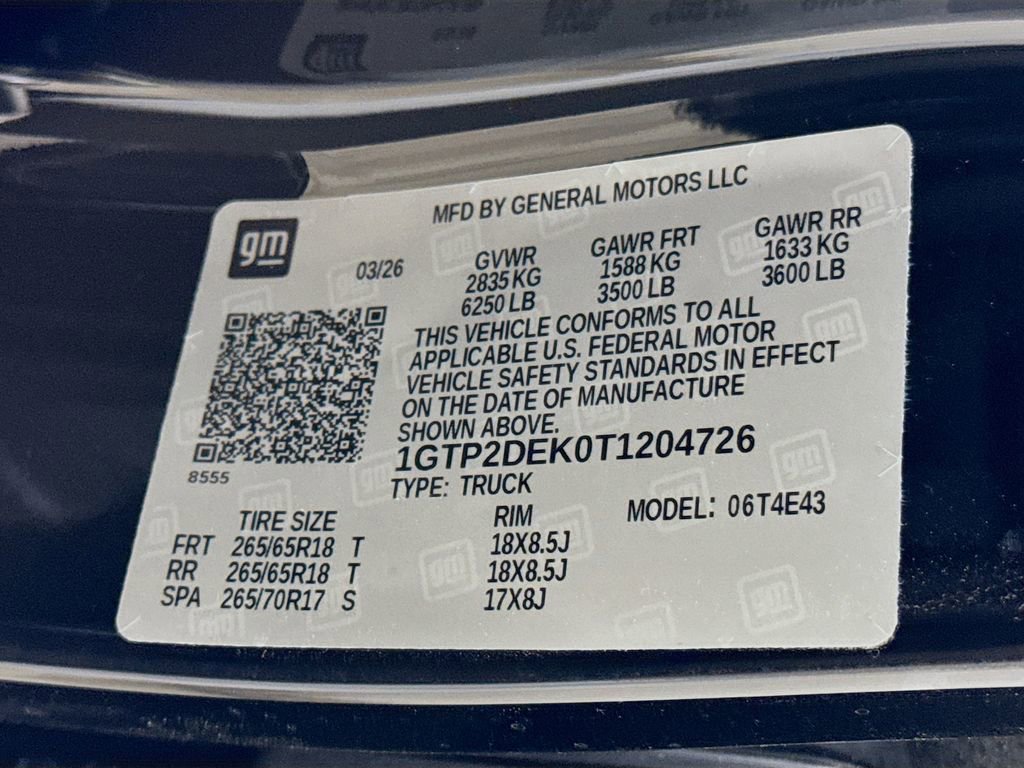 MFD BY GENERAL MOTORS LLC
gm
03/26
GVWR GAWR FRT GAWR RR
2835 KG 1588 KG 1633 KG
6250 LB 3500 LB 3600 LB
THIS VEHICLE CONFORMS TO ALL
APPLICABLE U.S. FEDERAL MOTOR
VEHICLE SAFETY STANDARDS IN EFFECT
ON THE DATE OF MANUFACTURE
SHOWN ABOVE.
1GTP2DEK0T1204726
8555
TYPE: TRUCK
TIRE SIZE RIM MODEL: 06T4E43
FRT 265/65R18 T 18X8.5J
RR 265/65R18 T 18X8.5J
SPA 265/70R17 S 17X8J